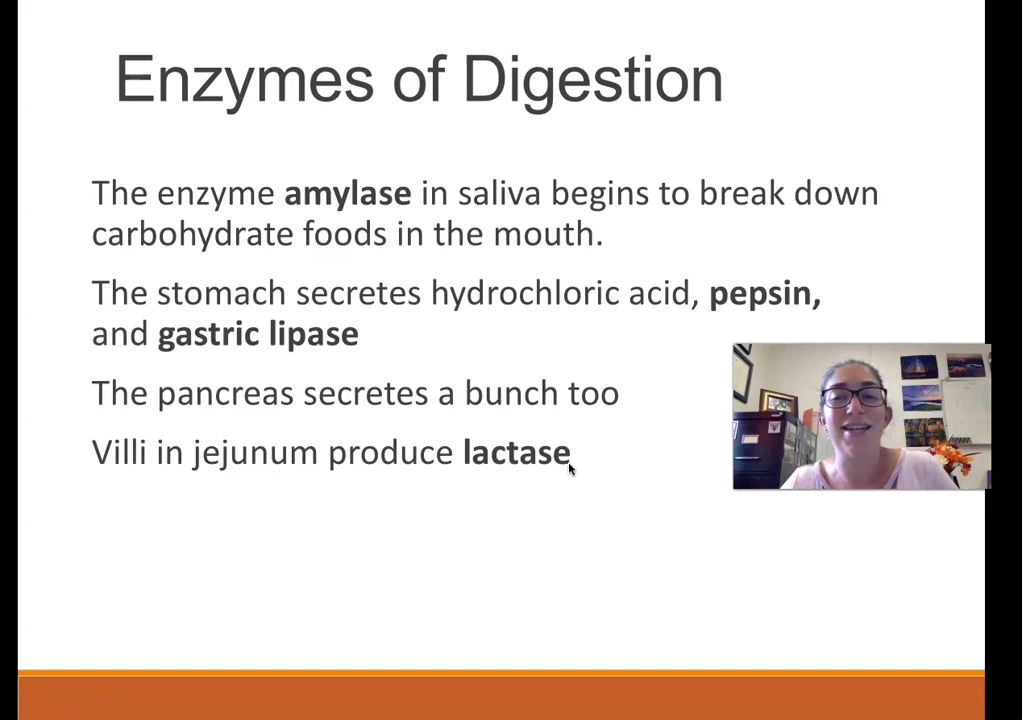 Enzymes of Digestion
The enzyme amylase in saliva begins to break down
carbohydrate foods in the mouth.
The stomach secretes hydrochloric acid, pepsin,
and gastric lipase
The pancreas secretes a bunch too
Villi in jejunum produce lactase